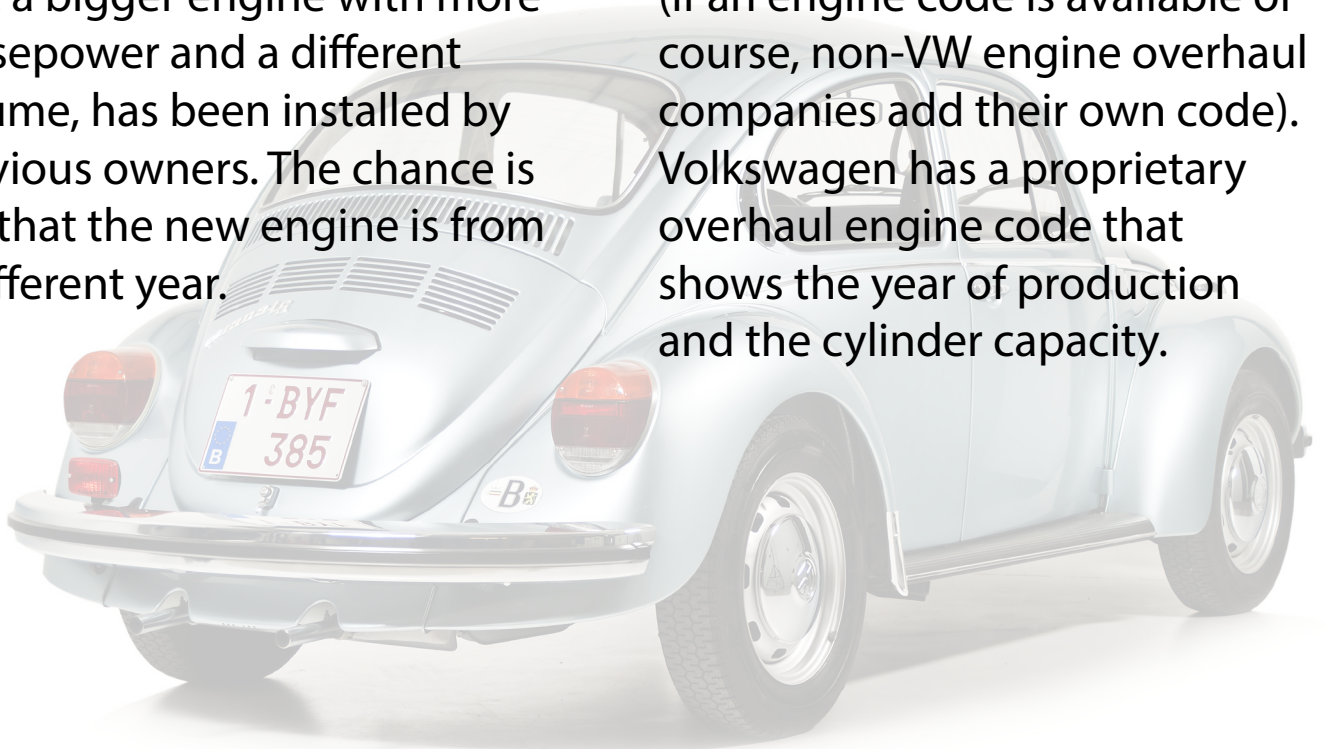 a bigger engine with more
sepower and a different
ume, has been installed by
vious owners. The chance is
that the new engine is from
fferent year.
(if an engine code is available of
course, non-VW engine overhaul
companies add their own code).
Volkswagen has a proprietary
overhaul engine code that
shows the year of production
and the cylinder capacity.
1-BYF
385
B
B